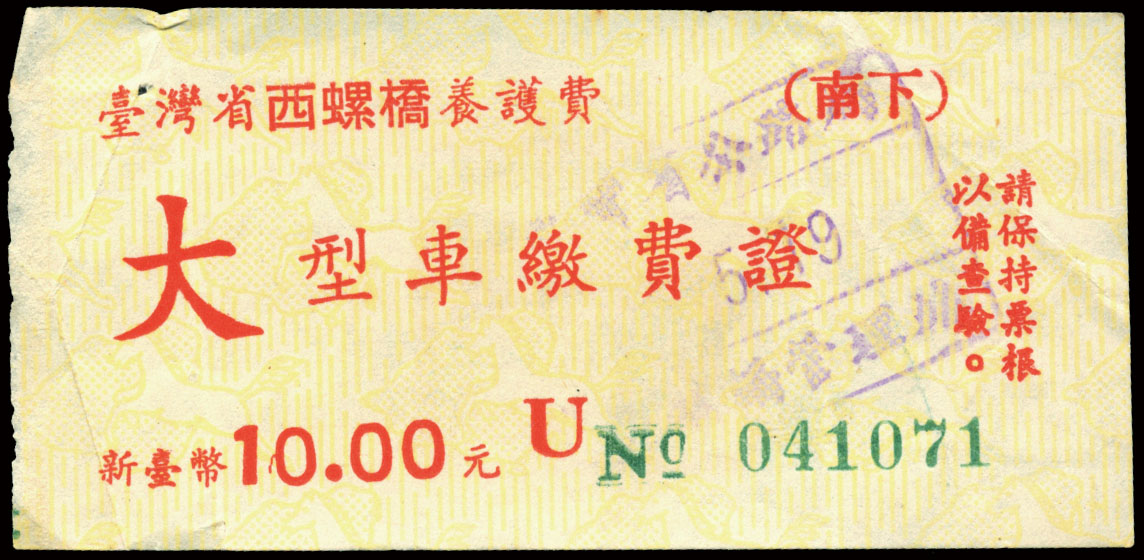 臺灣省西螺橋養護費
(南下)
大型車繳費證
請保持票根
以備查驗。
新臺幣10.00元
U No 041071